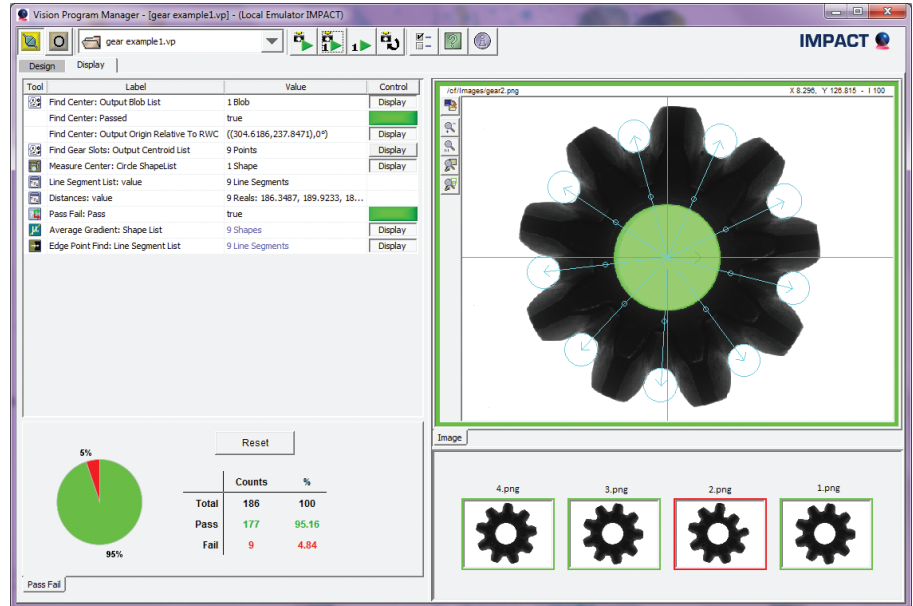 Vision Program Manager - [gear example1.vp] - (Local Emulator IMPACT)
gear example1.vp
1
1
IMPACT
Design Display
Tool Label Value Control
Find Center: Output Blob List 1 Blob Display
Find Center: Passed true
Find Center: Output Origin Relative To RWC ((304.6186,237.8471),0°) Display
Find Gear Slots: Output Centroid List 9 Points Display
Measure Center: Circle ShapeList 1 Shape Display
Line Segment List: value 9 Line Segments
Distances: value 9 Reals: 186.3487, 189.9233, 18...
Pass Fail: Pass true
Average Gradient: Shape List 9 Shapes Display
Edge Point Find: Line Segment List 9 Line Segments Display
/cf/Images/gear2.png X 8.296, Y 126.815 - I 100
Image
Reset
5%
95%
Counts %
Total 186 100
Pass 177 95.16
Fail 9 4.84
Pass Fail
4.png 3.png 2.png 1.png